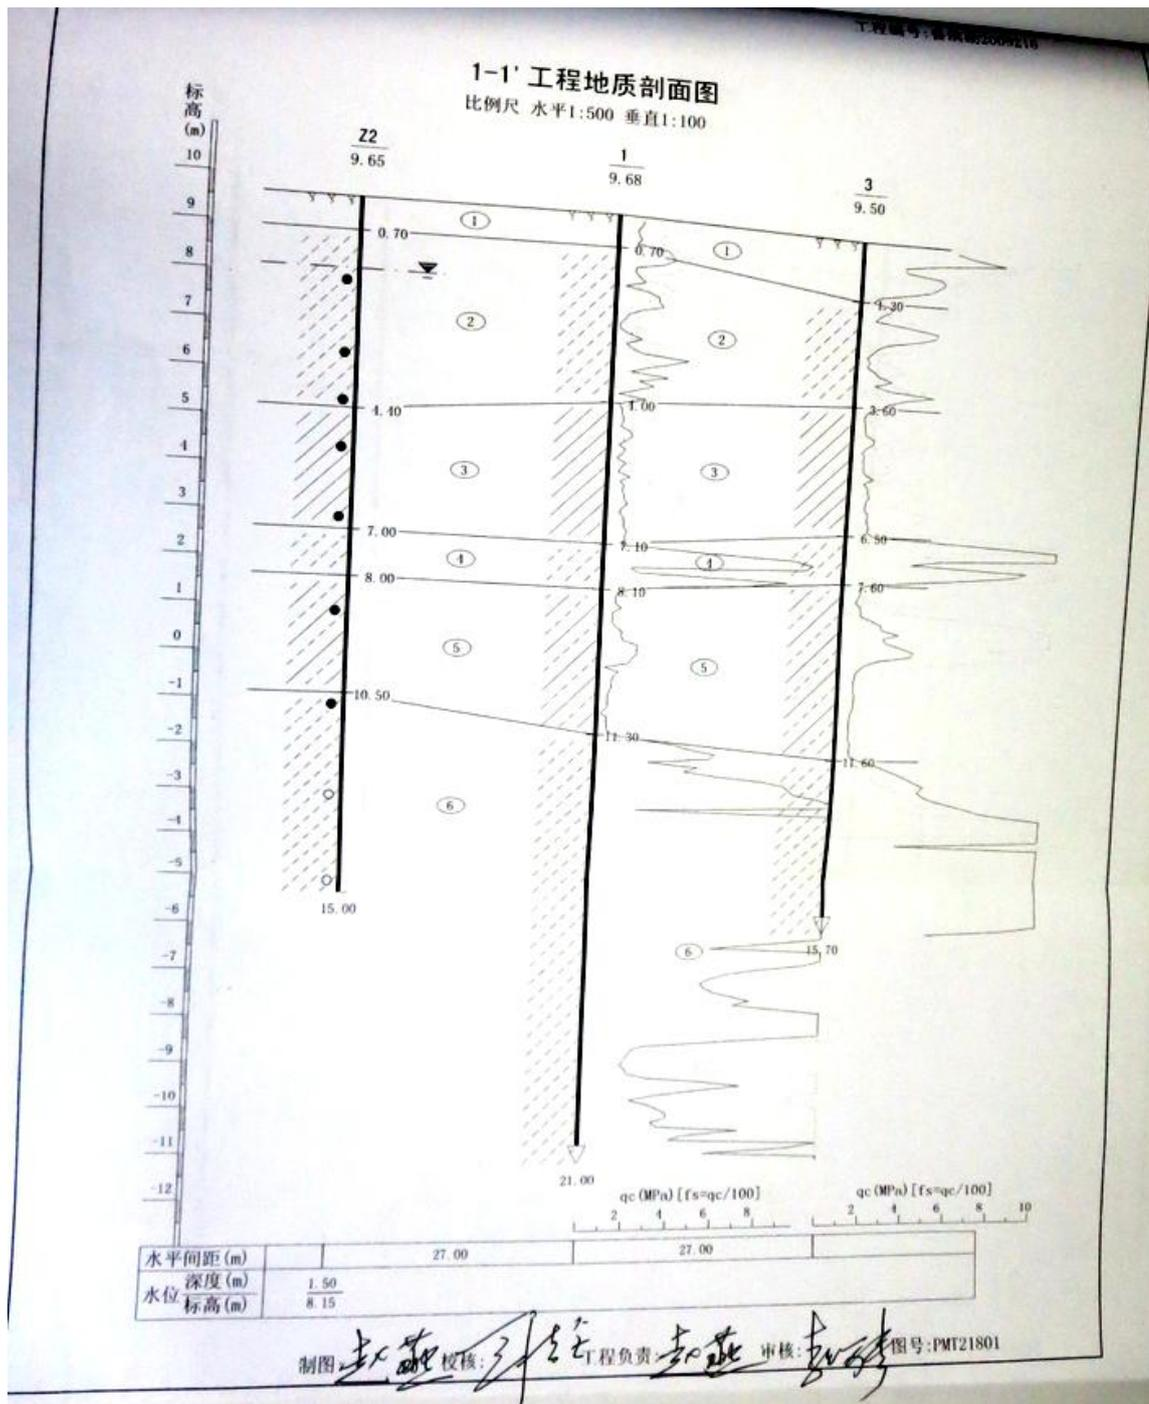 工程编号:
1-1' 工程地质剖面图
比例尺 水平1:500 垂直1:100
标高(m)
Z2
9.65
1
9.68
3
9.50
10
9
8
7
6
5
4
3
2
1
0
-1
-2
-3
-4
-5
-6
-7
-8
-9
-10
-11
-12
① ①
0.70 0.70 1.30
② ②
4.40 4.00 3.60
③ ③
7.00 7.10 6.50
④ ④
8.00 8.10 7.60
⑤ ⑤
10.50 11.30 11.60
⑥
15.00
⑥ 15.70
21.00
qc(MPa)[fs=qc/100] qc(MPa)[fs=qc/100]
2 4 6 8 2 4 6 8 10
水平间距(m) 27.00 27.00
水位 深度(m) 1.50
标高(m) 8.15
制图: 校核: 工程负责: 审核: 图号:PMT21801